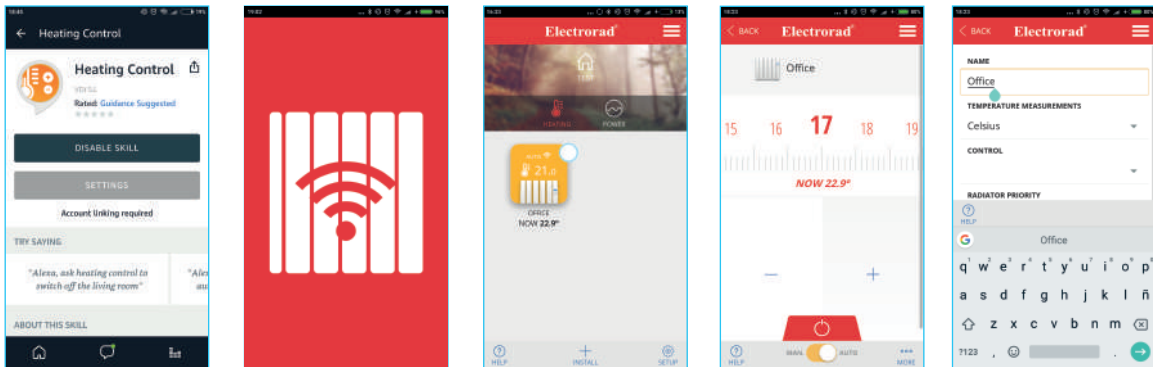 Heating Control
Heating Control
Rated: Guidance Suggested
DISABLE SKILL
SETTINGS
Account linking required
TRY SAYING
"Alexa, ask heating control to
switch off the living room"
ABOUT THIS SKILL
19:02
Electrorad®
HEATING
POWER
21.0
OFFICE
NOW 22.9°
HELP
INSTALL
SETUP
< BACK
Electrorad®
Office
15 16 17 18 19
NOW 22.9°
−
+
HELP
MAN.
AUTO
MORE
< BACK
Electrorad®
NAME
Office
TEMPERATURE MEASUREMENTS
Celsius
CONTROL
RADIATOR PRIORITY
HELP
G
Office
q w e r t y u i o p
a s d f g h j k l ñ
z x c v b n m
?123 , .